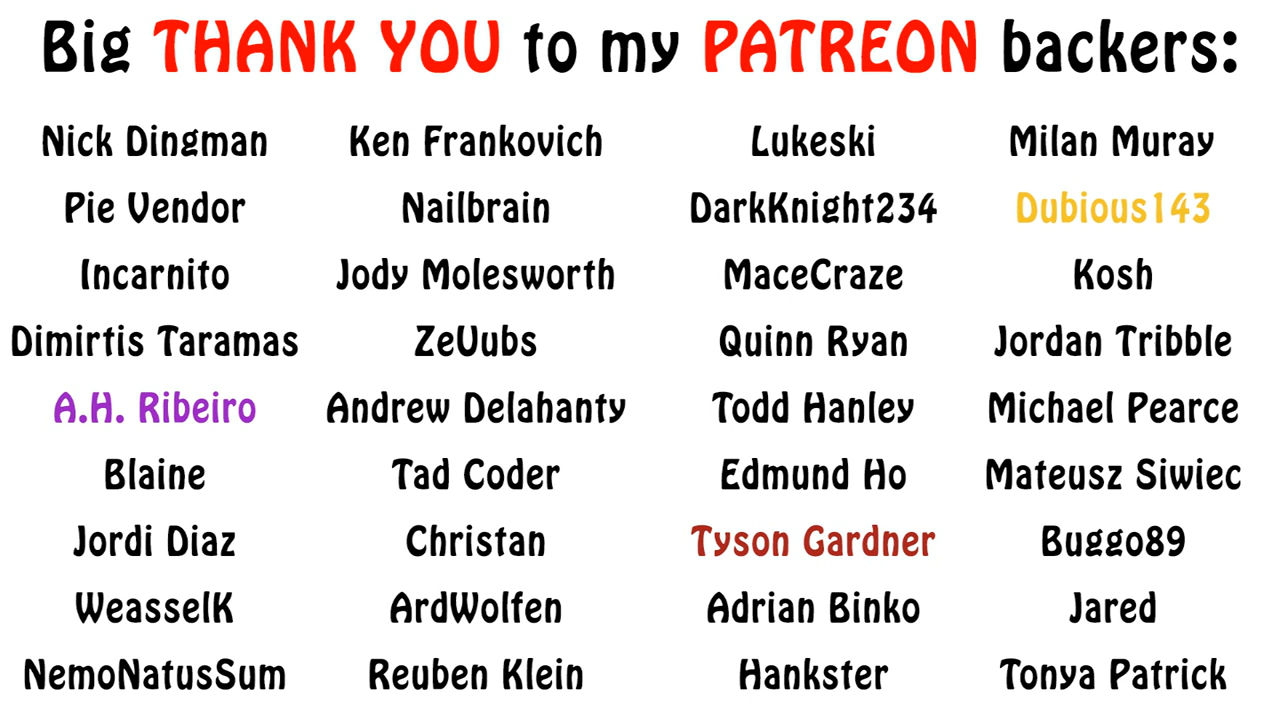 Big THANK YOU to my PATREON backers:
Nick Dingman Ken Frankovich Lukeski Milan Muray
Pie Vendor Nailbrain DarkKnight234 Dubious143
Incarnito Jody Molesworth MaceCraze Kosh
Dimirtis Taramas ZeVubs Quinn Ryan Jordan Tribble
A.H. Ribeiro Andrew Delahanty Todd Hanley Michael Pearce
Blaine Tad Coder Edmund Ho Mateusz Siwiec
Jordi Diaz Christan Tyson Gardner Buggo89
WeasselK ArdWolfen Adrian Binko Jared
NemoNatusSum Reuben Klein Hankster Tonya Patrick